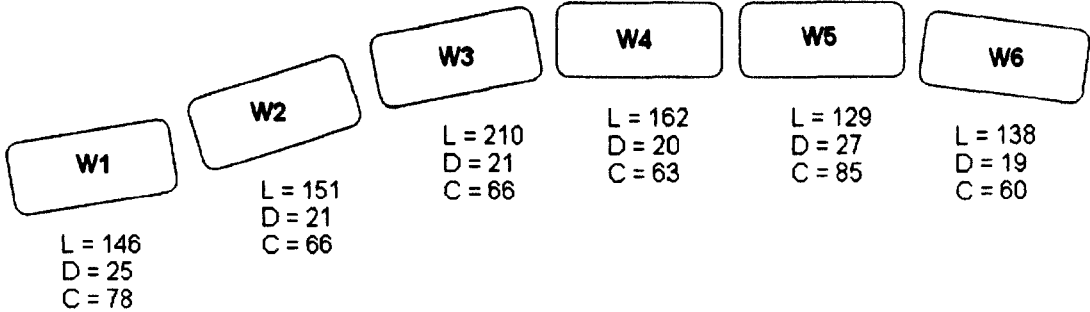 W1
L = 146
D = 25
C = 78
W2
L = 151
D = 21
C = 66
W3
L = 210
D = 21
C = 66
W4
L = 162
D = 20
C = 63
W5
L = 129
D = 27
C = 85
W6
L = 138
D = 19
C = 60